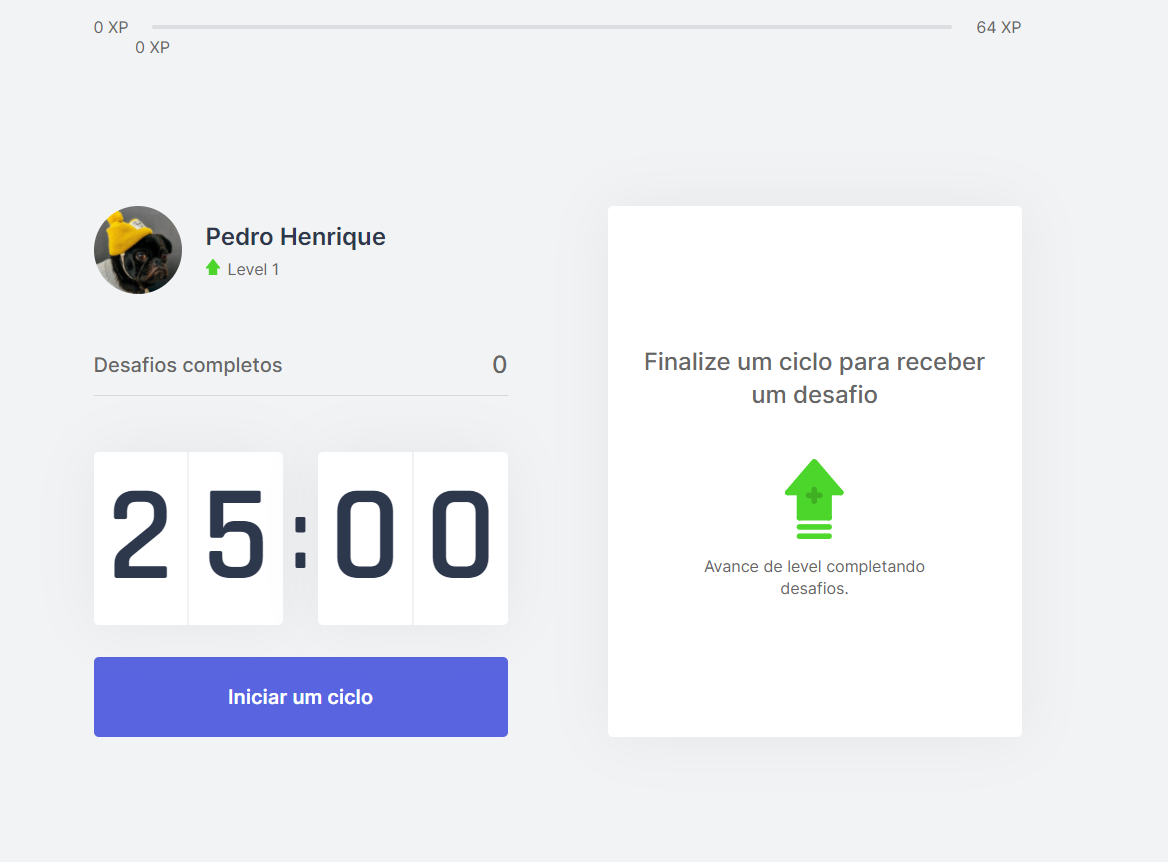 0 XP
64 XP
0 XP
Pedro Henrique
Level 1
Desafios completos
0
25:00
Iniciar um ciclo
Finalize um ciclo para receber
um desafio
Avance de level completando
desafios.